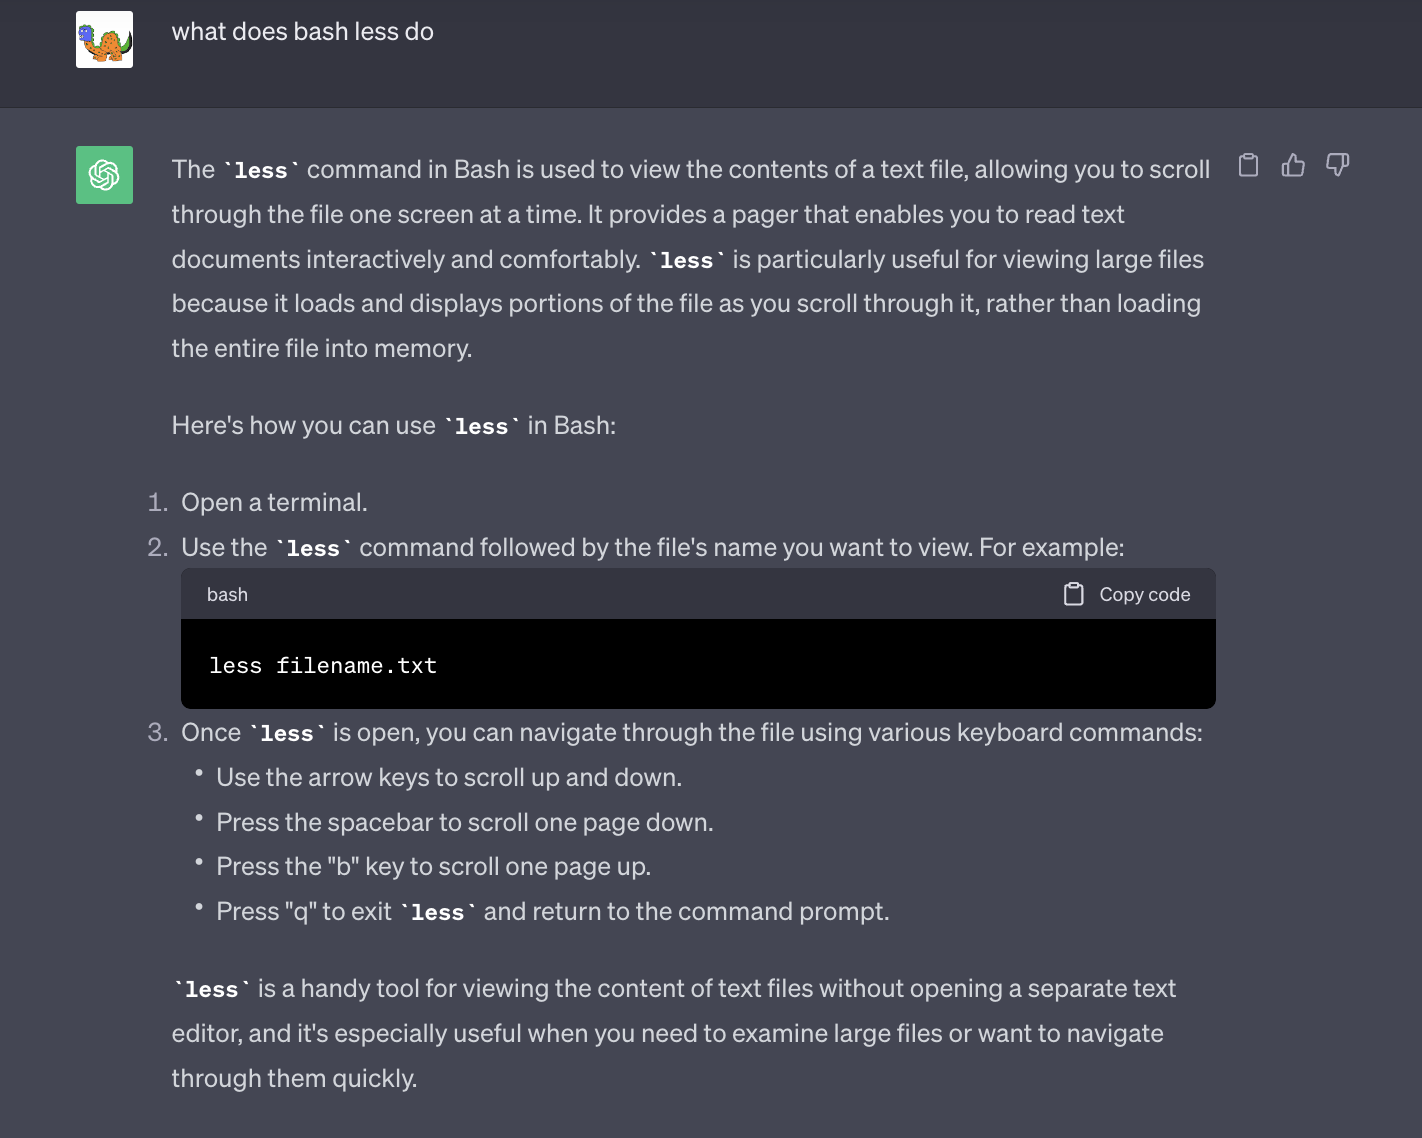 what does bash less do
The `less` command in Bash is used to view the contents of a text file, allowing you to scroll
through the file one screen at a time. It provides a pager that enables you to read text
documents interactively and comfortably. `less` is particularly useful for viewing large files
because it loads and displays portions of the file as you scroll through it, rather than loading
the entire file into memory.
Here's how you can use `less` in Bash:
1. Open a terminal.
2. Use the `less` command followed by the file's name you want to view. For example:
bash Copy code
less filename.txt
3. Once `less` is open, you can navigate through the file using various keyboard commands:
• Use the arrow keys to scroll up and down.
• Press the spacebar to scroll one page down.
• Press the "b" key to scroll one page up.
• Press "q" to exit `less` and return to the command prompt.
`less` is a handy tool for viewing the content of text files without opening a separate text
editor, and it's especially useful when you need to examine large files or want to navigate
through them quickly.